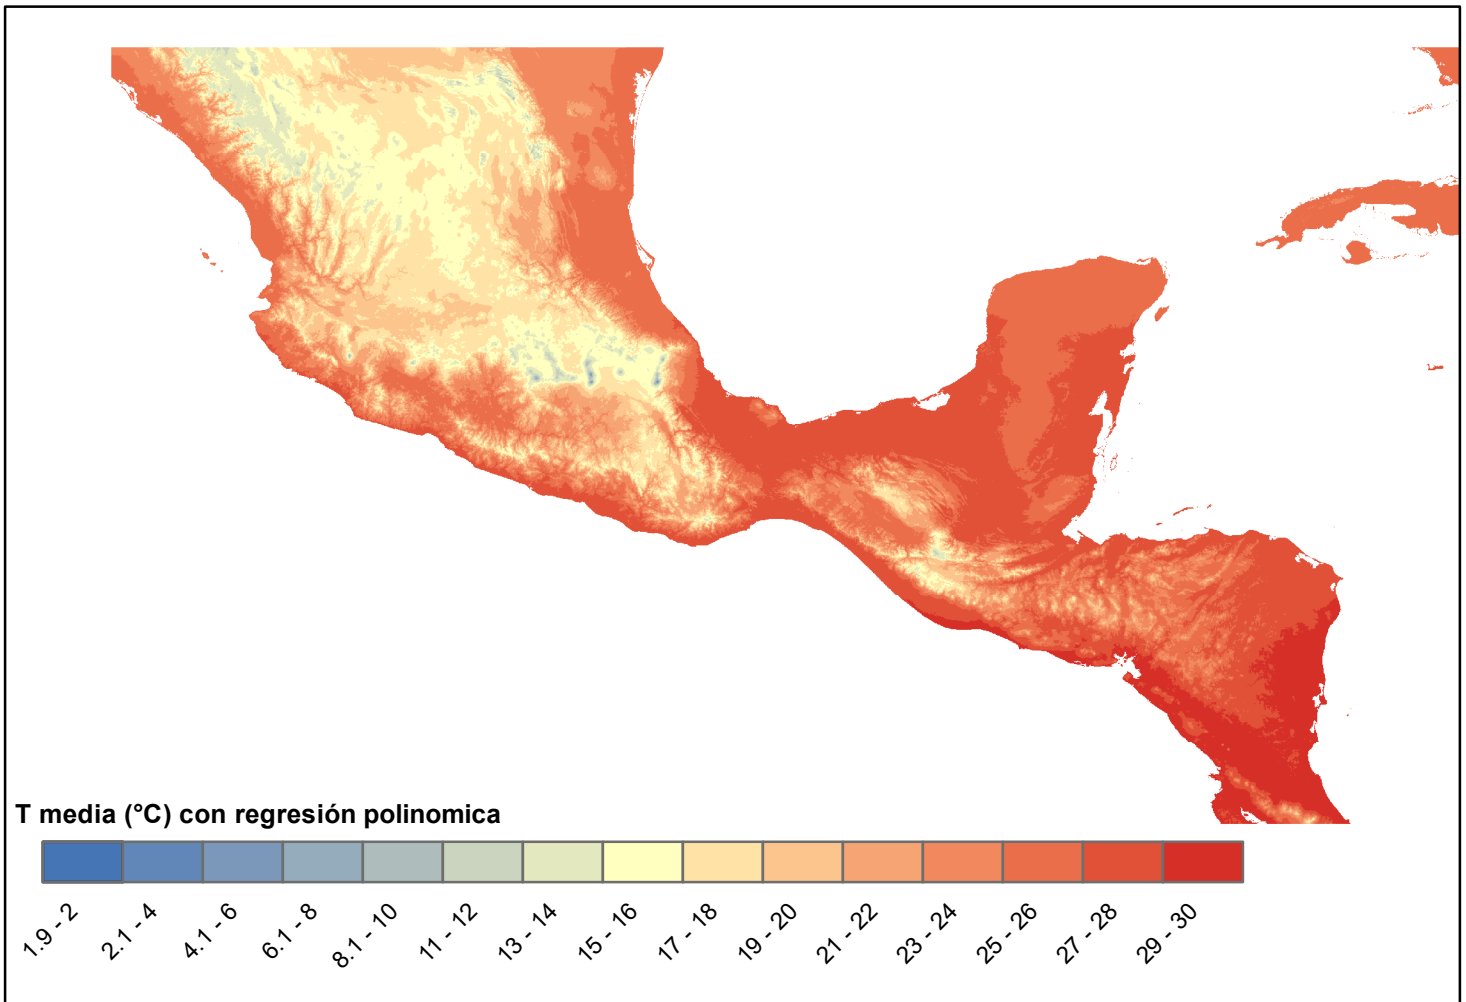 T media (°C) con regresión polinomica
1.9 - 2
2.1 - 4
4.1 - 6
6.1 - 8
8.1 - 10
11 - 12
13 - 14
15 - 16
17 - 18
19 - 20
21 - 22
23 - 24
25 - 26
27 - 28
29 - 30